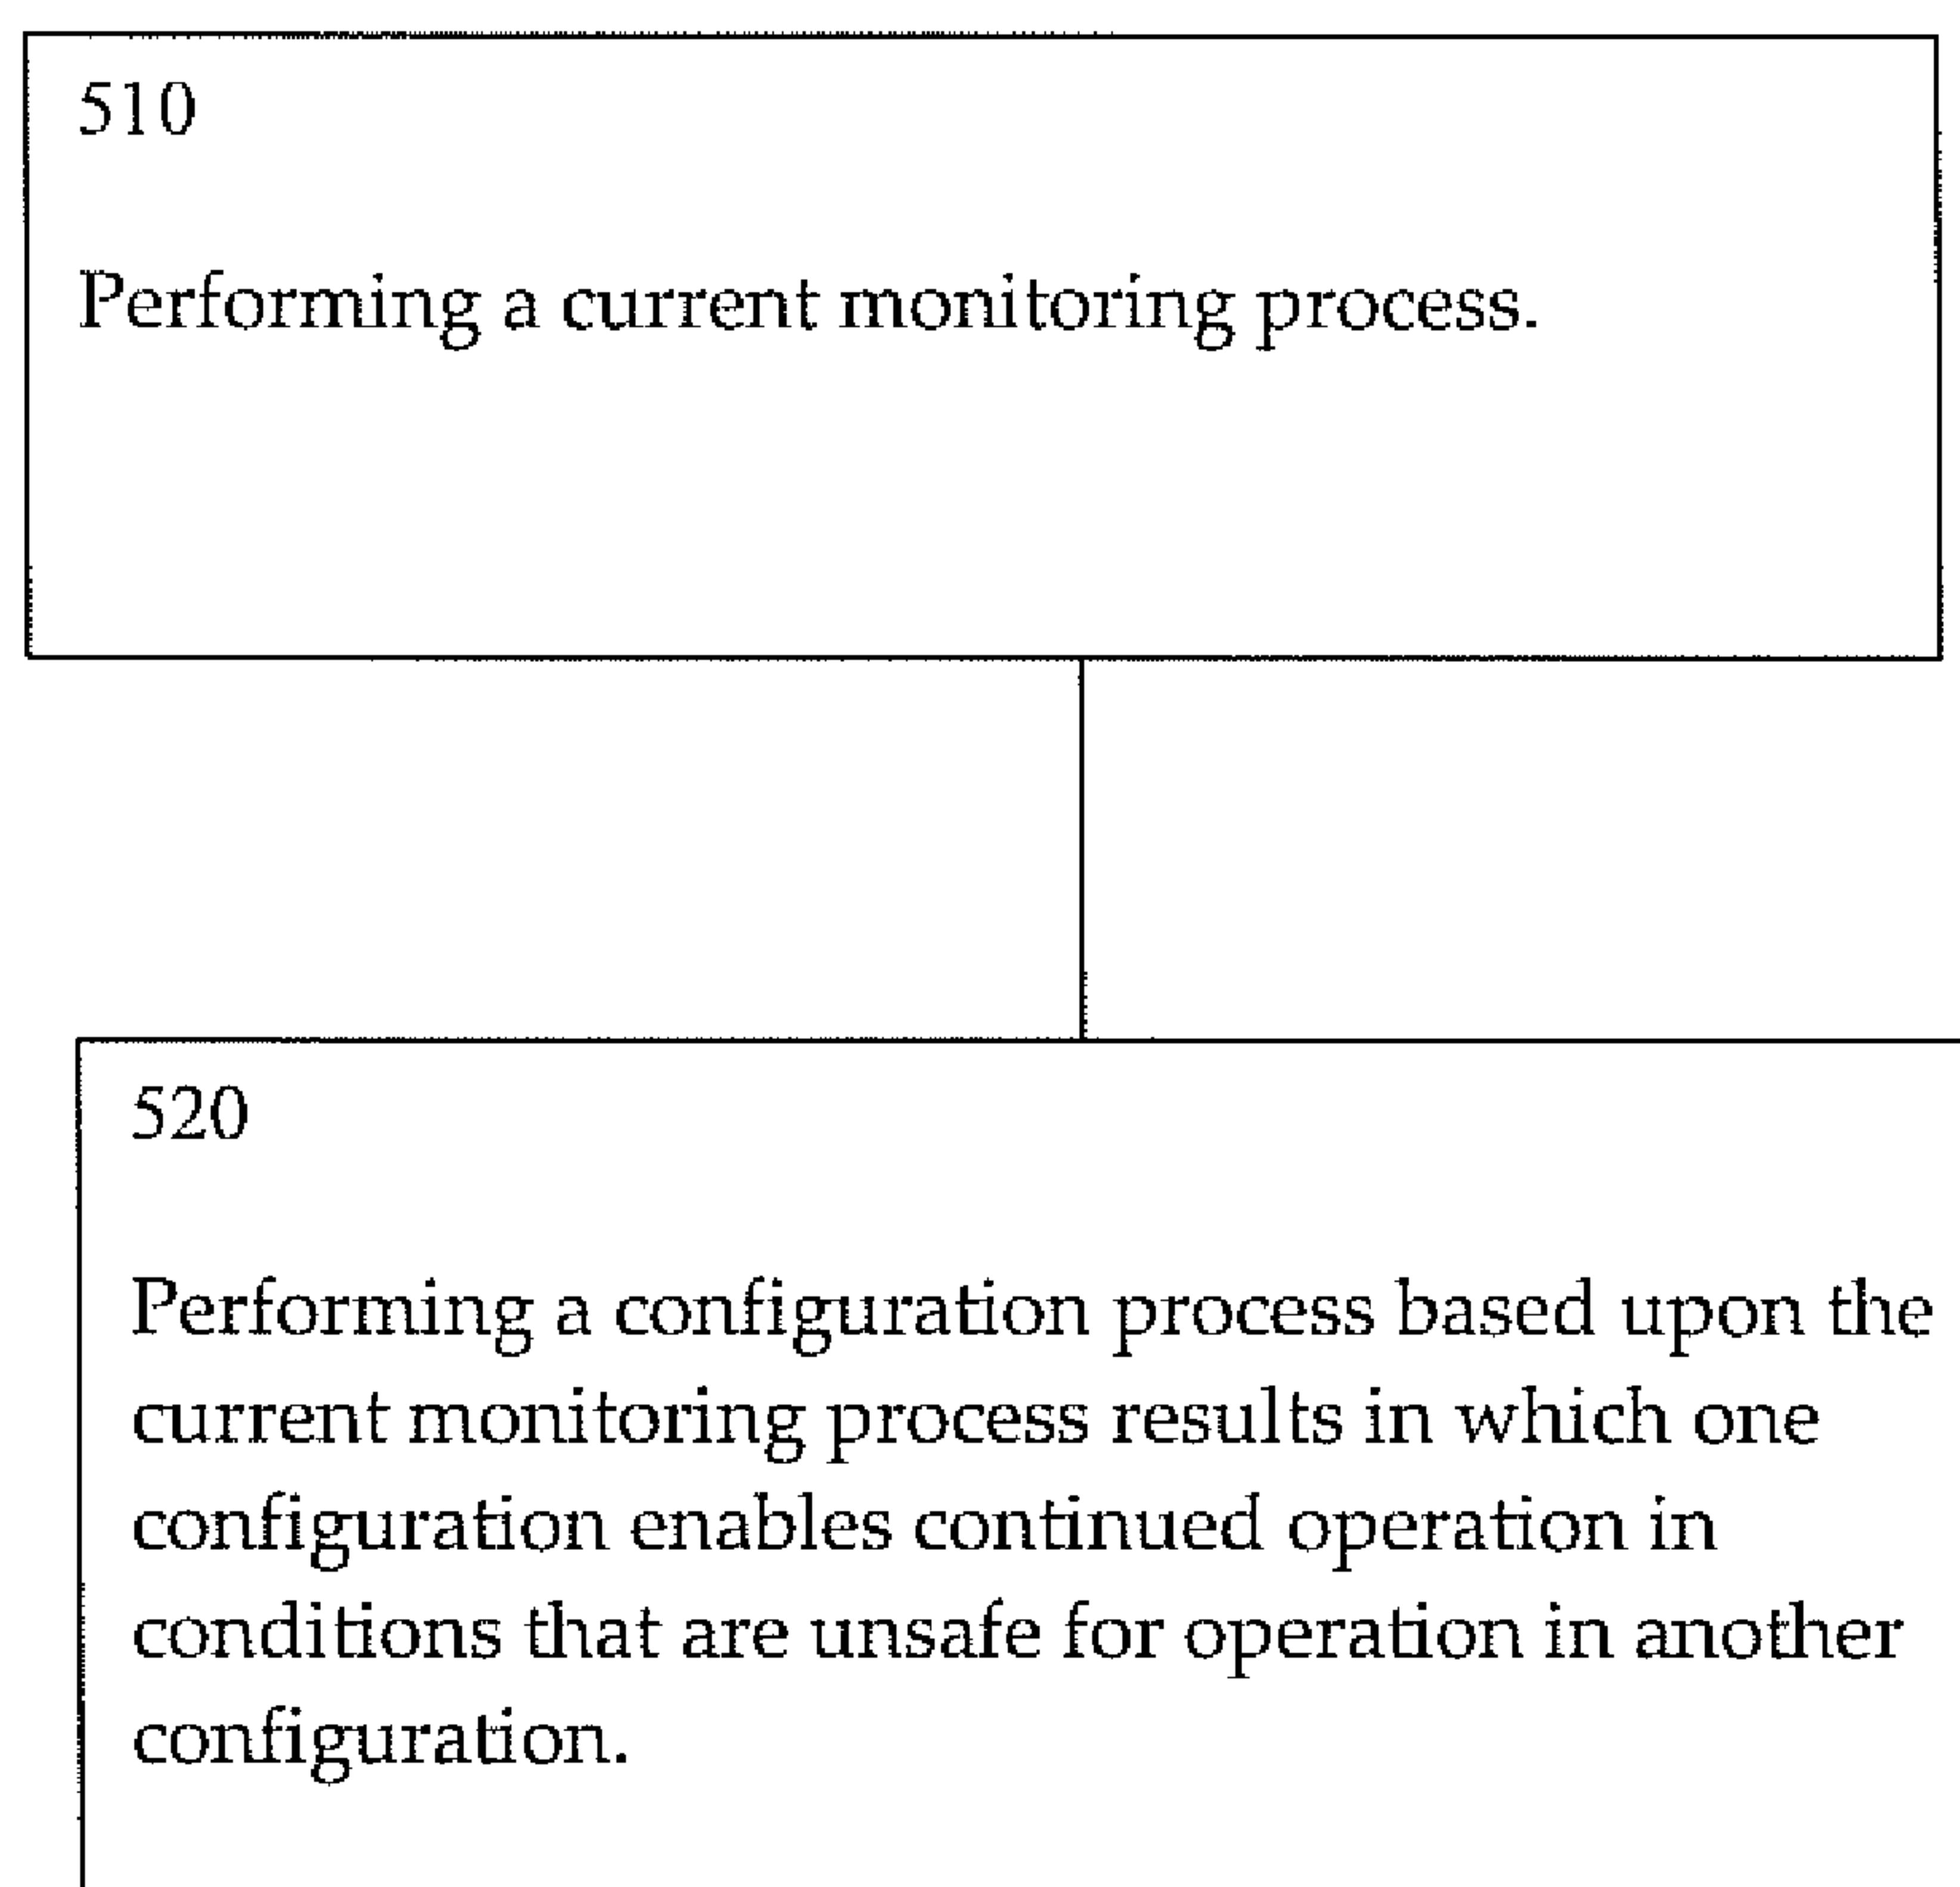 510
Performing a current monitoring process.
520
Performing a configuration process based upon the
current monitoring process results in which one
configuration enables continued operation in
conditions that are unsafe for operation in another
configuration.